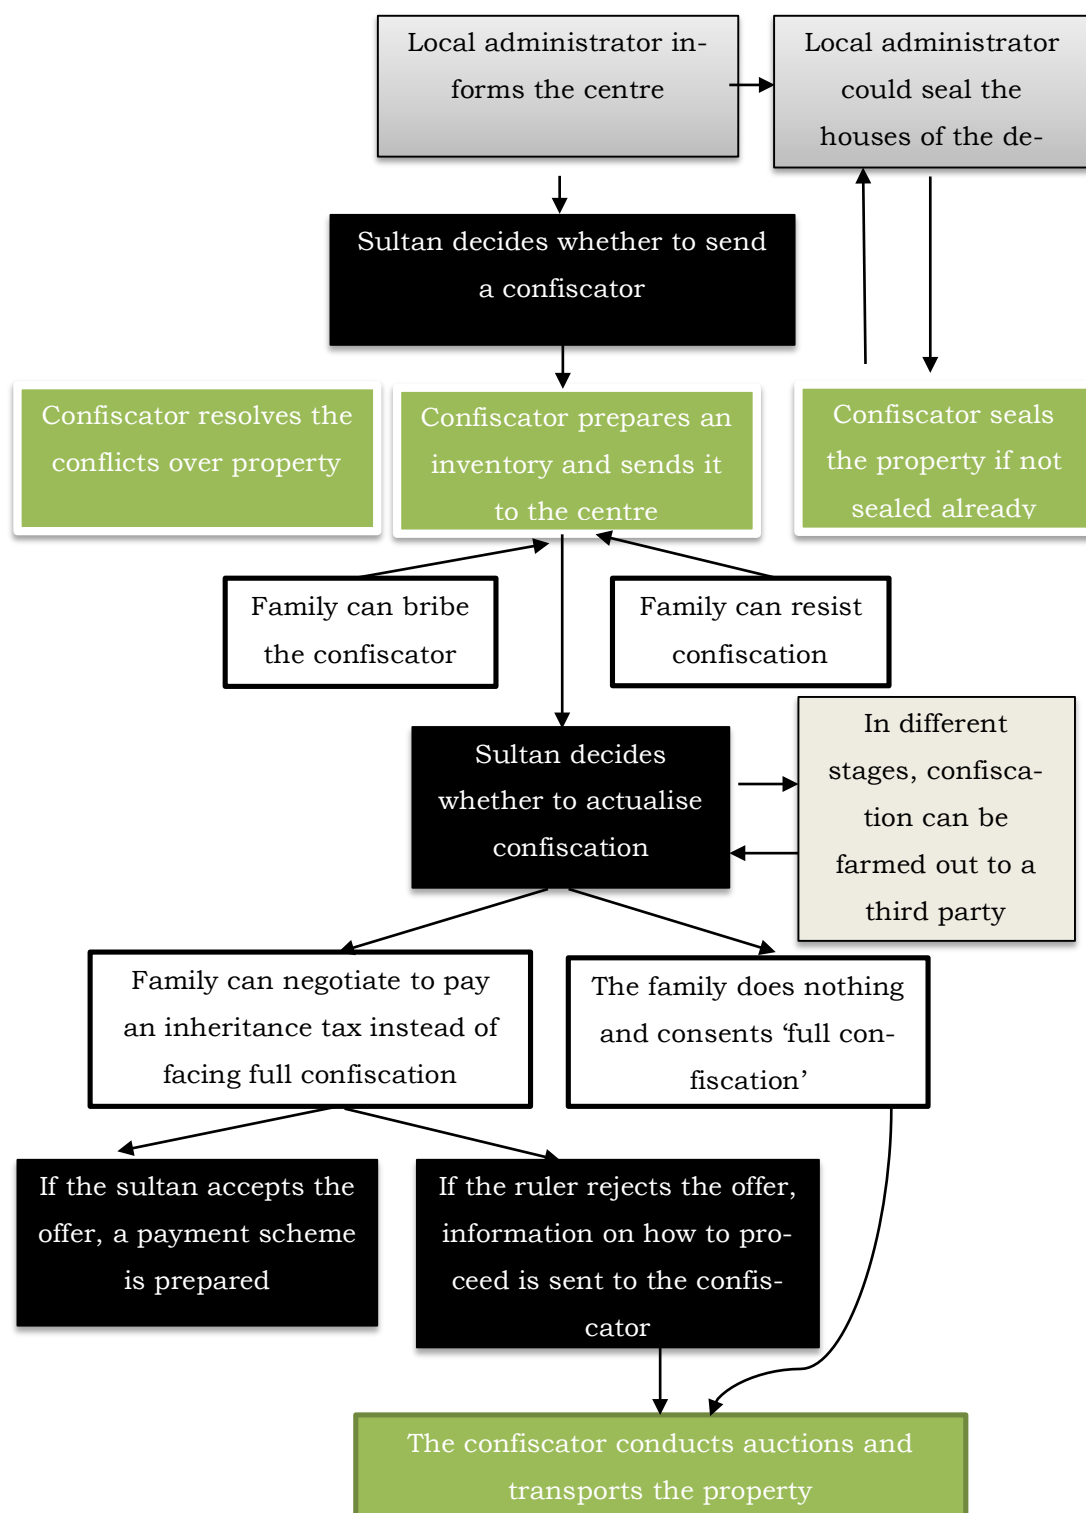 Local administrator in-
forms the centre
Local administrator
could seal the
houses of the de-
Sultan decides whether to send
a confiscator
Confiscator resolves the
conflicts over property
Confiscator prepares an
inventory and sends it
to the centre
Confiscator seals
the property if not
sealed already
Family can bribe
the confiscator
Family can resist
confiscation
Sultan decides
whether to actualise
confiscation
In different
stages, confisca-
tion can be
farmed out to a
third party
Family can negotiate to pay
an inheritance tax instead of
facing full confiscation
The family does nothing
and consents ‘full con-
fiscation’
If the sultan accepts the
offer, a payment scheme
is prepared
If the ruler rejects the offer,
information on how to pro-
ceed is sent to the confis-
cator
The confiscator conducts auctions and
transports the property